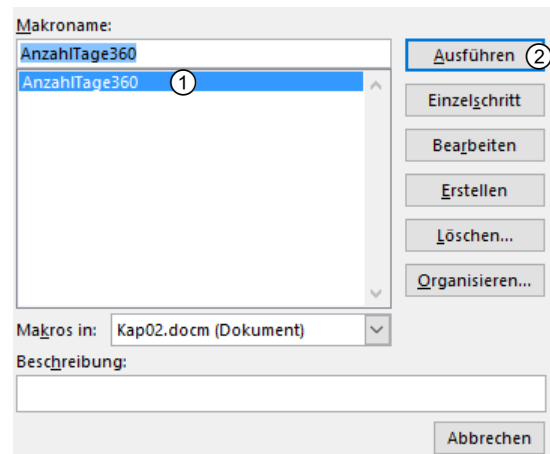 Makroname:
AnzahlTage360
Ausführen ②
AnzahlTage360 ①
Einzelschritt
Bearbeiten
Erstellen
Löschen...
Organisieren...
Makros in: Kap02.docm (Dokument)
Beschreibung:
Abbrechen